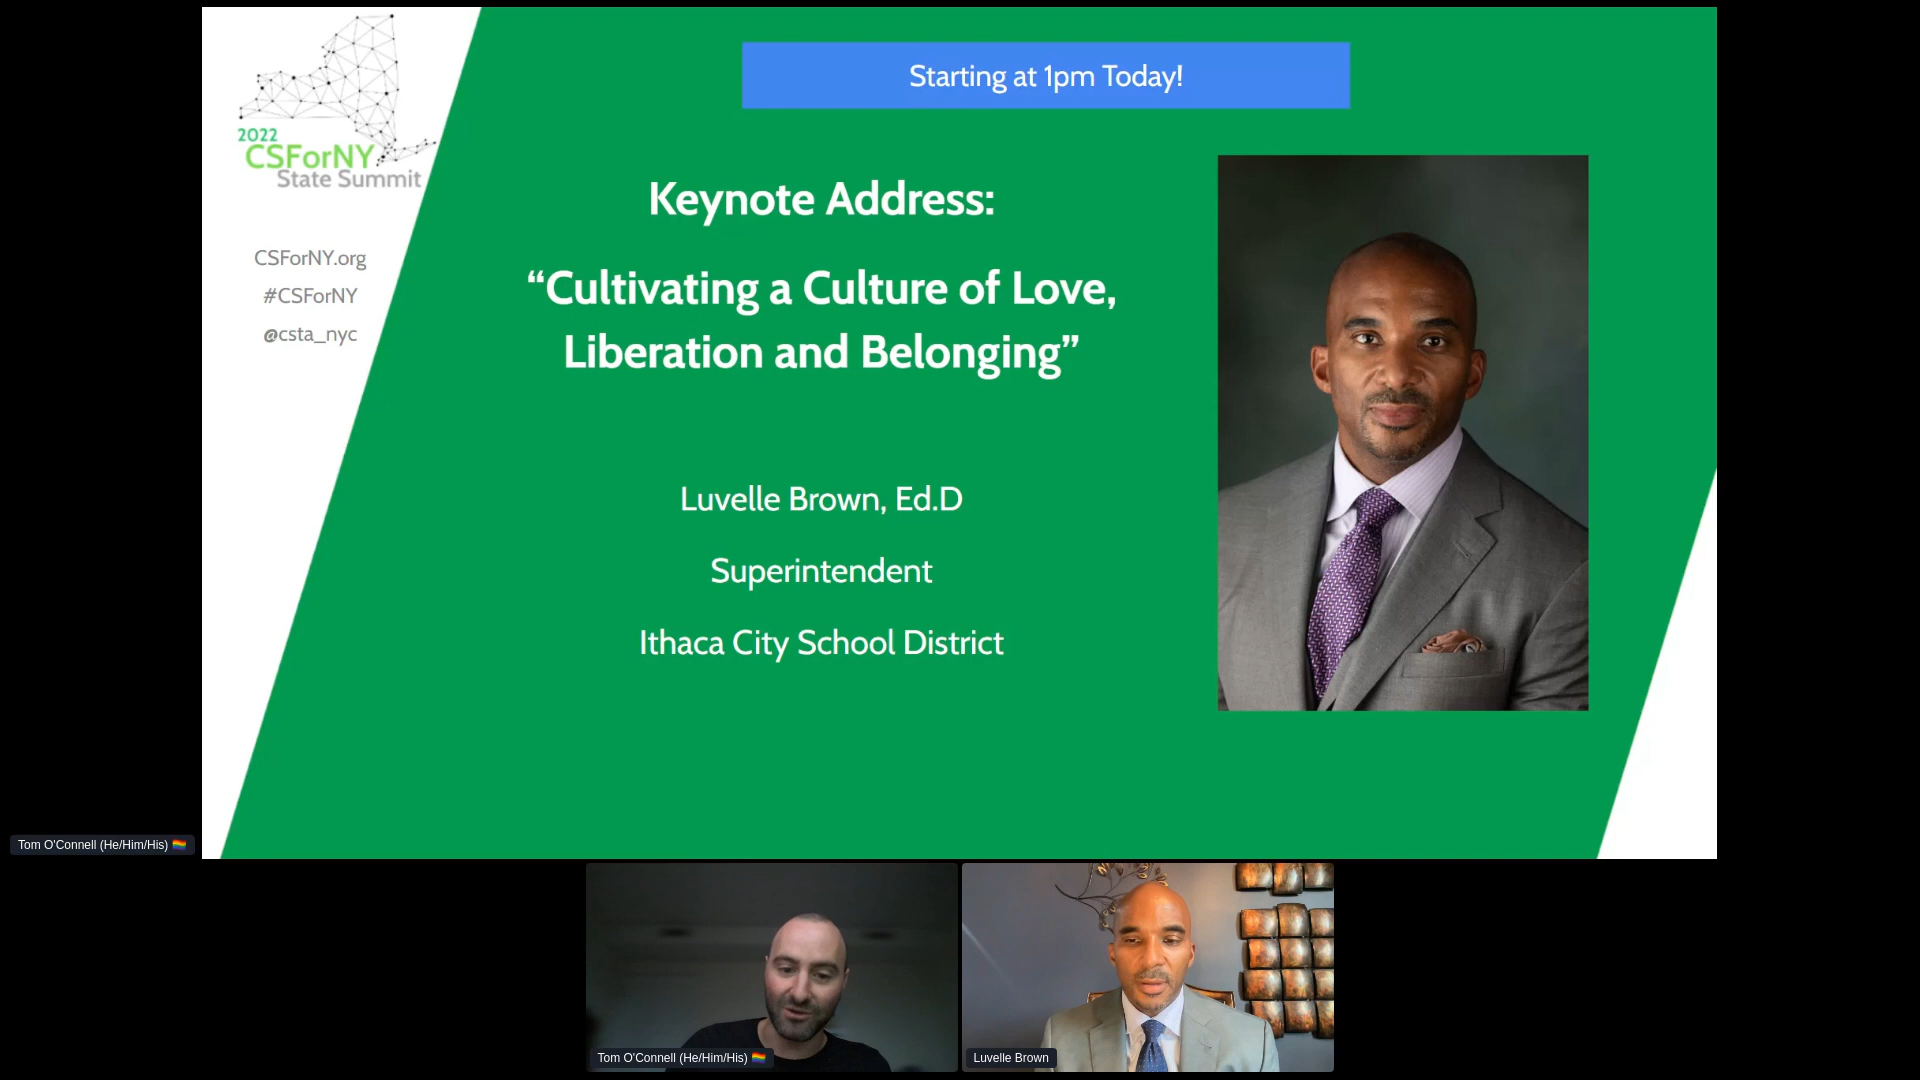 Starting at 1pm Today!
2022
CSForNY
State Summit
CSForNY.org
#CSForNY
@csta_nyc
Keynote Address:
“Cultivating a Culture of Love,
Liberation and Belonging”
Luvelle Brown, Ed.D
Superintendent
Ithaca City School District
Tom O'Connell (He/Him/His) 🏳️‍🌈
Tom O'Connell (He/Him/His) 🏳️‍🌈
Luvelle Brown